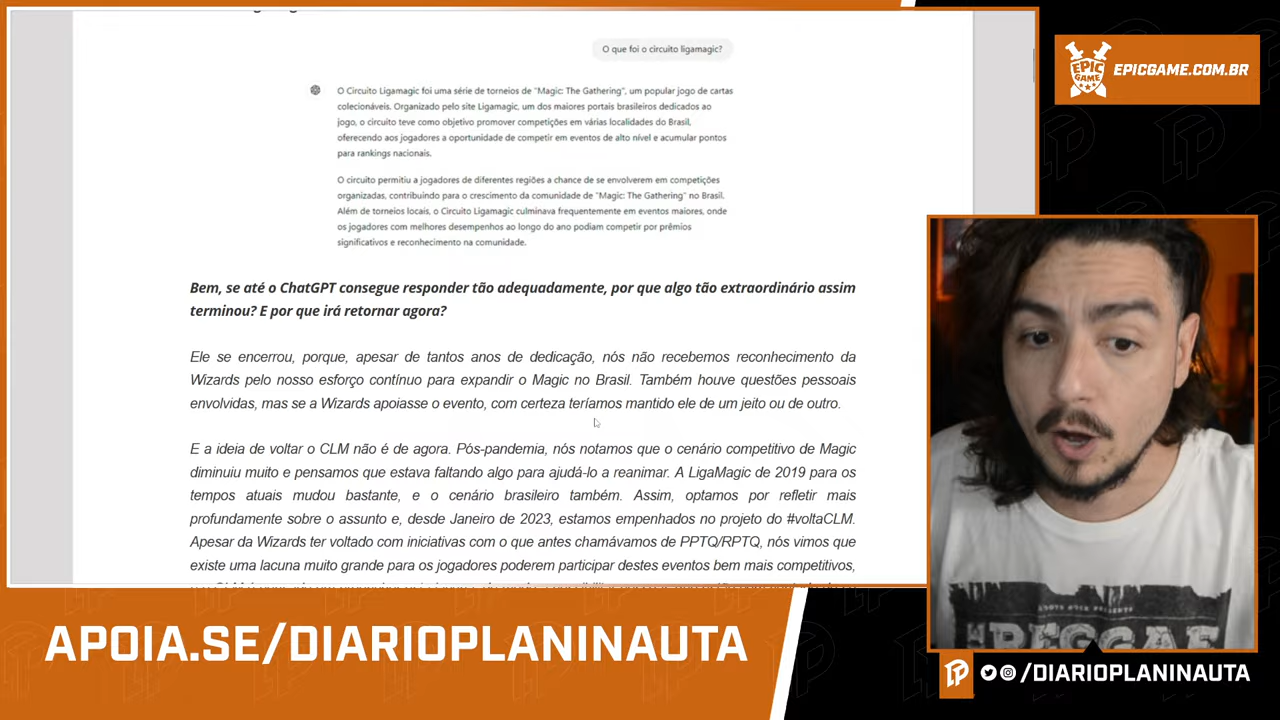 O que foi o circuito ligamagic?
O Circuito Ligamagic foi uma série de torneios de "Magic: The Gathering", um popular jogo de cartas
colecionáveis. Organizado pelo site Ligamagic, um dos maiores portais brasileiros dedicados ao
jogo, o circuito teve como objetivo promover competições em várias localidades do Brasil,
oferecendo aos jogadores a oportunidade de competir em eventos de alto nível e acumular pontos
para rankings nacionais.
O circuito permitiu a jogadores de diferentes regiões a chance de se envolverem em competições
organizadas, contribuindo para o crescimento da comunidade de "Magic: The Gathering" no Brasil.
Além de torneios locais, o Circuito Ligamagic culminava frequentemente em eventos maiores, onde
os jogadores com melhores desempenhos ao longo do ano podiam competir por prêmios
significativos e reconhecimento na comunidade.
Bem, se até o ChatGPT consegue responder tão adequadamente, por que algo tão extraordinário assim
terminou? E por que irá retornar agora?
Ele se encerrou, porque, apesar de tantos anos de dedicação, nós não recebemos reconhecimento da
Wizards pelo nosso esforço contínuo para expandir o Magic no Brasil. Também houve questões pessoais
envolvidas, mas se a Wizards apoiasse o evento, com certeza teríamos mantido ele de um jeito ou de outro.
E a ideia de voltar o CLM não é de agora. Pós-pandemia, nós notamos que o cenário competitivo de Magic
diminuiu muito e pensamos que estava faltando algo para ajudá-lo a reanimar. A LigaMagic de 2019 para os
tempos atuais mudou bastante, e o cenário brasileiro também. Assim, optamos por refletir mais
profundamente sobre o assunto e, desde Janeiro de 2023, estamos empenhados no projeto do #voltaCLM.
Apesar da Wizards ter voltado com iniciativas com o que antes chamávamos de PPTQ/RPTQ, nós vimos que
existe uma lacuna muito grande para os jogadores poderem participar destes eventos bem mais competitivos,
EPIC
GAME
EPICGAME.COM.BR
REGGAE
APOIA.SE/DIARIOPLANINAUTA
/DIARIOPLANINAUTA